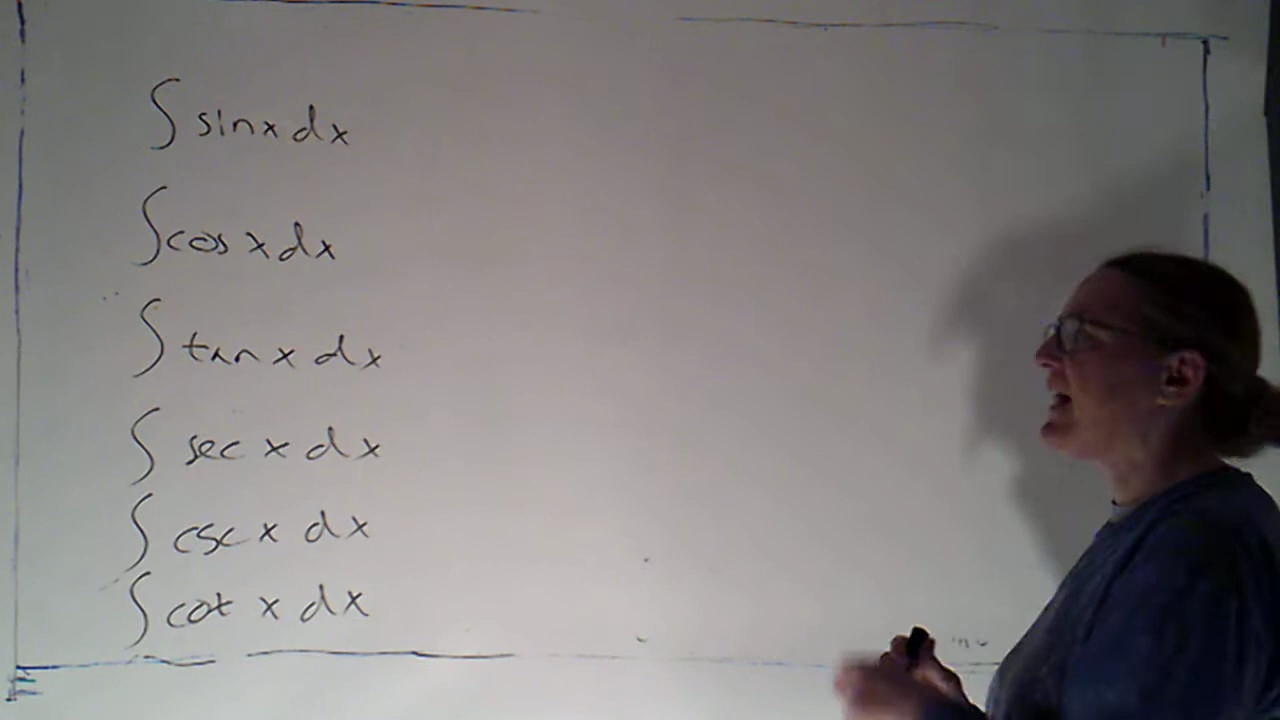 ∫ sin x dx
∫ cos x dx
∫ tan x dx
∫ sec x dx
∫ csc x dx
∫ cot x dx